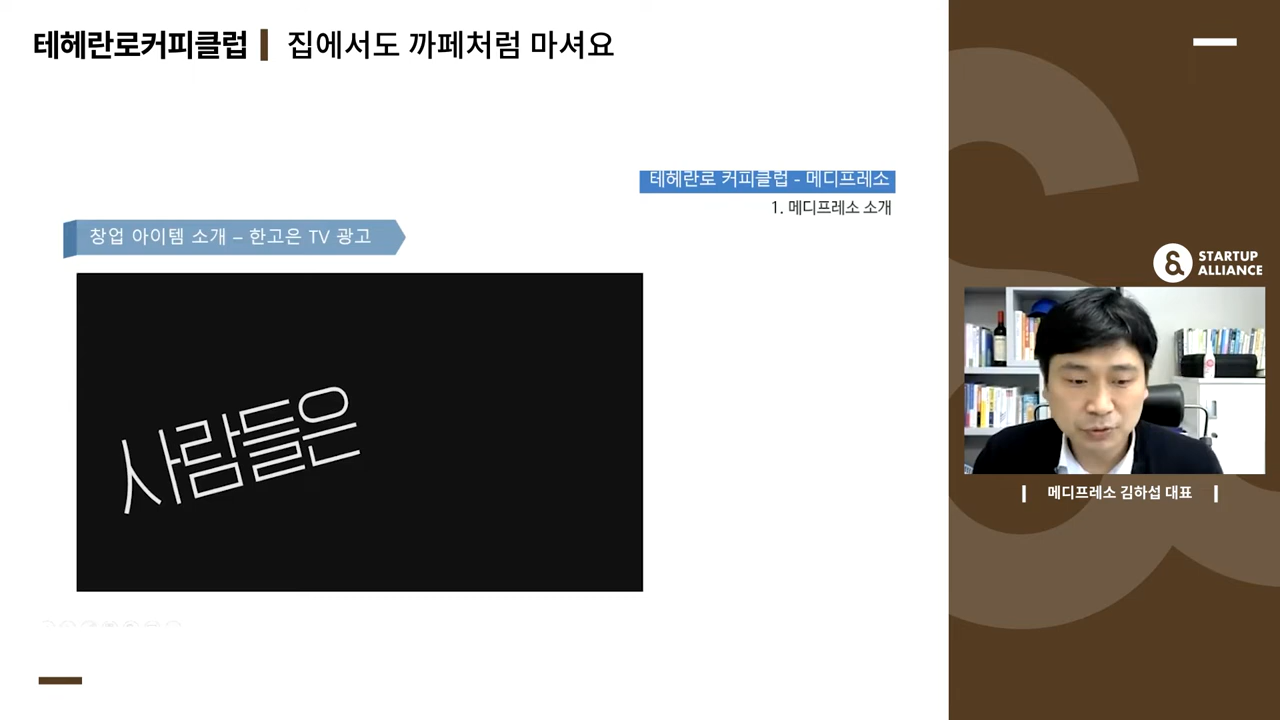 테헤란로커피클럽 | 집에서도 까페처럼 마셔요
테헤란로 커피클럽 - 메디프레소
1. 메디프레소 소개
창업 아이템 소개 – 한고은 TV 광고
사람들은
STARTUP
ALLIANCE
| 메디프레소 김하섭 대표 |